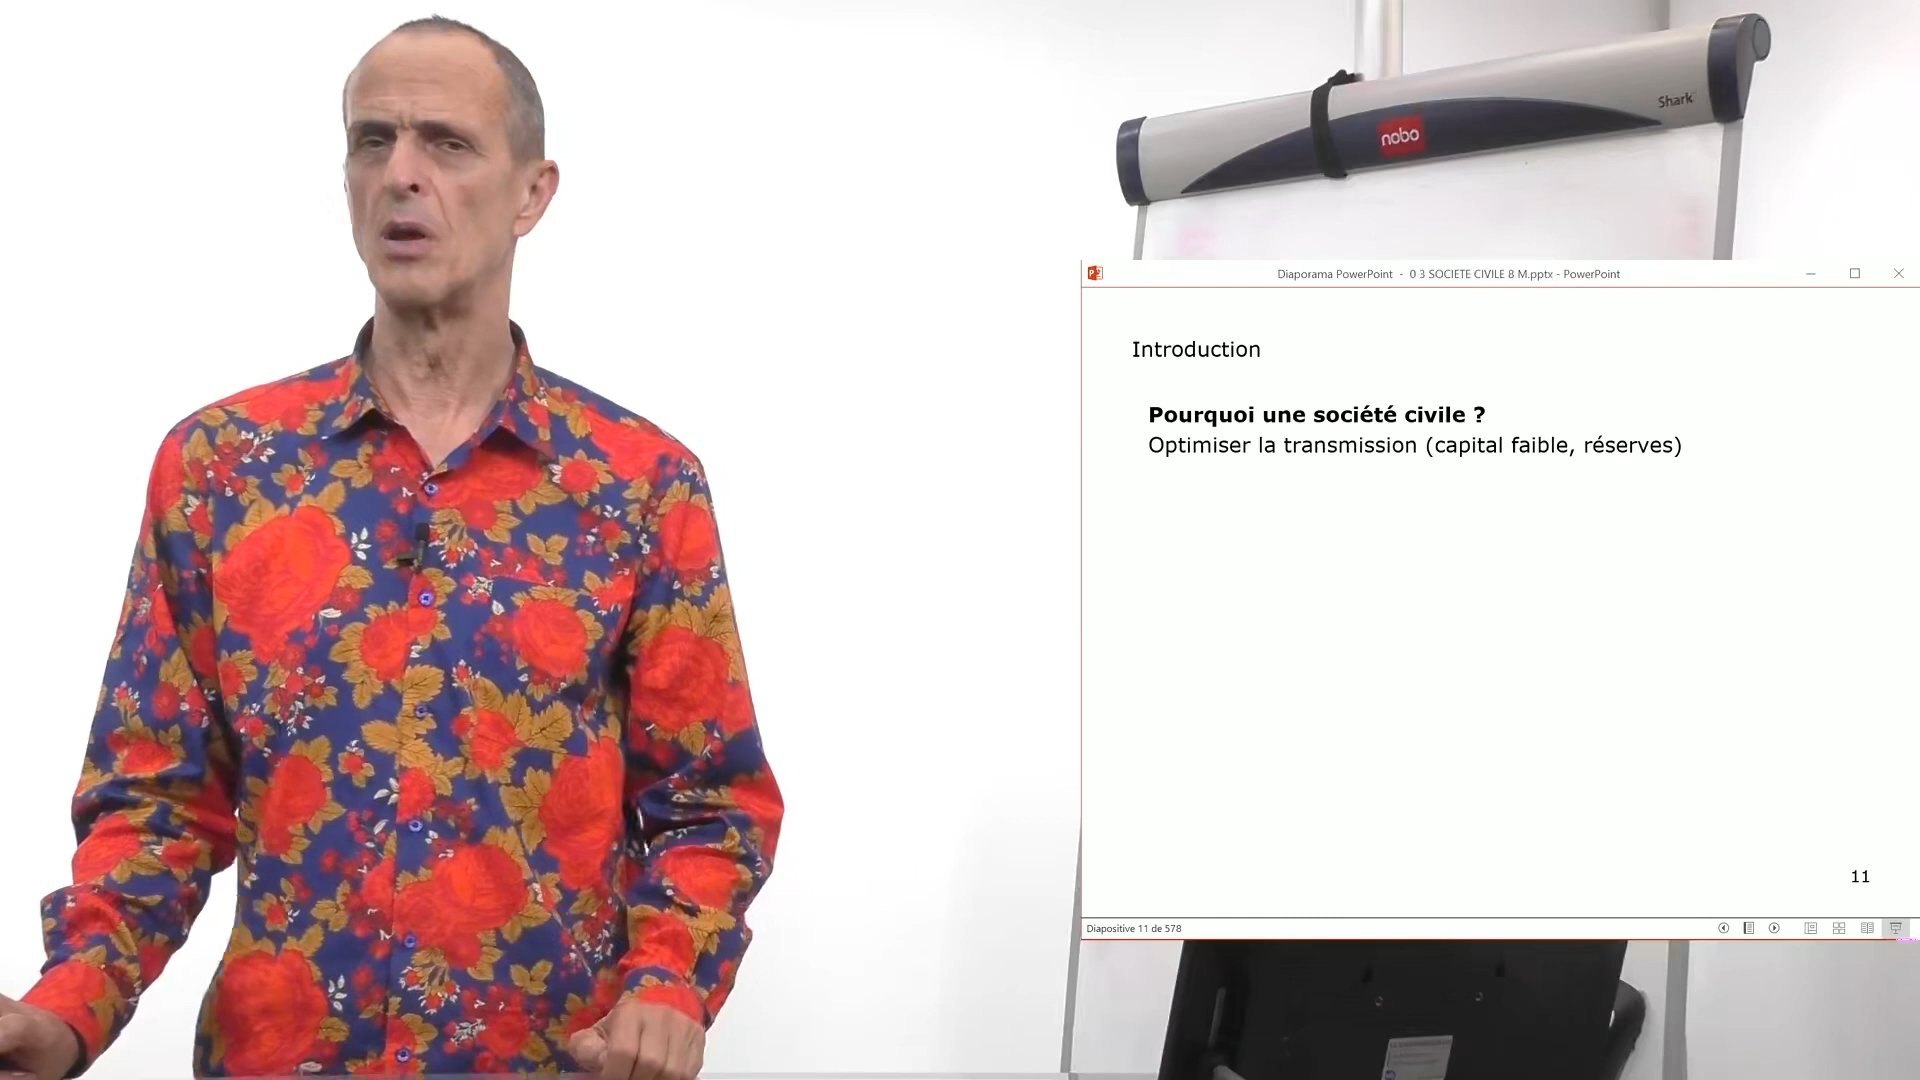 Shark
nobo
Diaporama PowerPoint - 0 3 SOCIETE CIVILE 8 M.pptx - PowerPoint
Introduction
Pourquoi une société civile ?
Optimiser la transmission (capital faible, réserves)
11
Diapositive 11 de 578